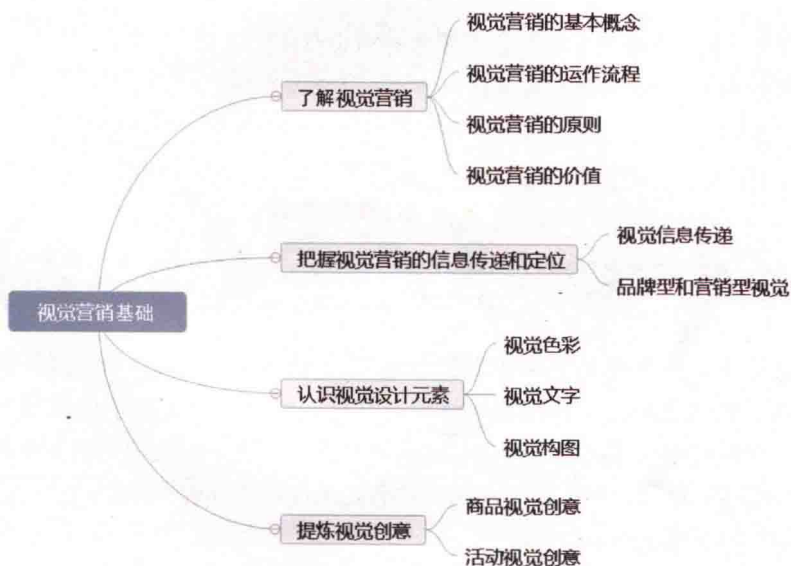 视觉营销的基本概念
视觉营销的运作流程
了解视觉营销
视觉营销的原则
视觉营销的价值
视觉信息传递
把握视觉营销的信息传递和定位
品牌型和营销型视觉
视觉营销基础
视觉色彩
认识视觉设计元素
视觉文字
视觉构图
商品视觉创意
提炼视觉创意
活动视觉创意